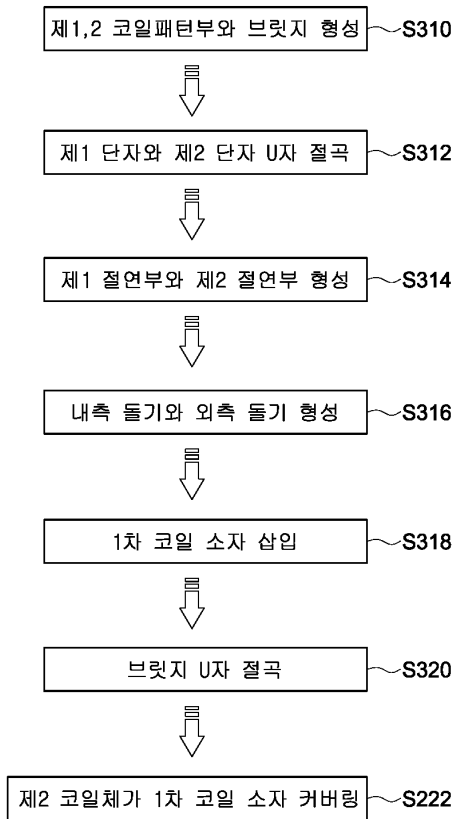 제1,2 코일패턴부와 브릿지 형성 S310
제1 단자와 제2 단자 U자 절곡 S312
제1 절연부와 제2 절연부 형성 S314
내측 돌기와 외측 돌기 형성 S316
1차 코일 소자 삽입 S318
브릿지 U자 절곡 S320
제2 코일체가 1차 코일 소자 커버링 S222